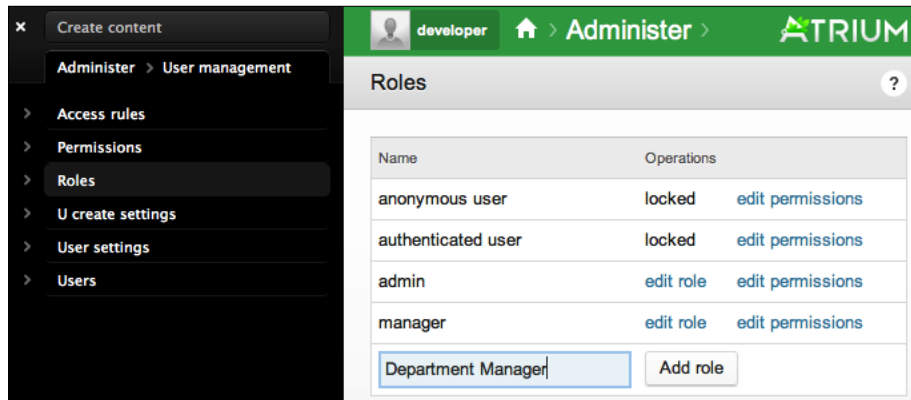 × Create content
Administer > User management
> Access rules
> Permissions
> Roles
> U create settings
> User settings
> Users
developer > Administer > ATRIUM
Roles ?
Name Operations
anonymous user locked edit permissions
authenticated user locked edit permissions
admin edit role edit permissions
manager edit role edit permissions
Department Manager Add role